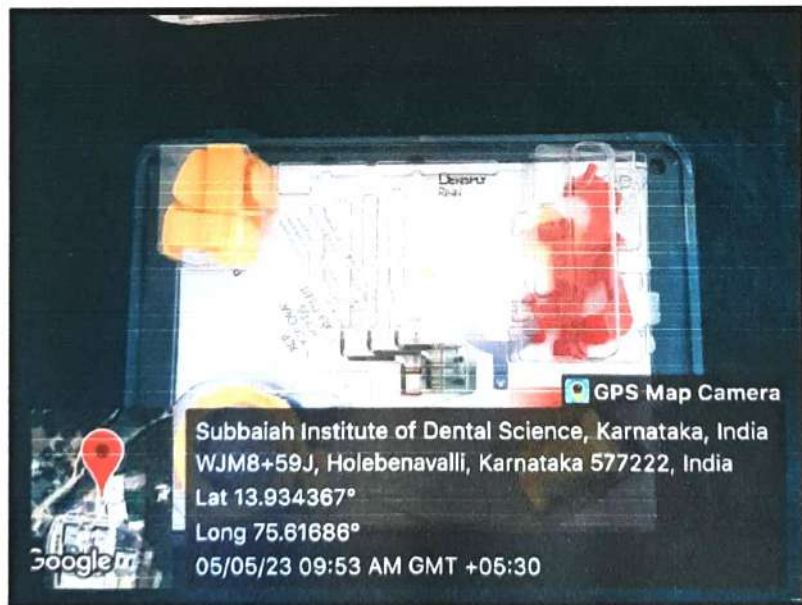 DENTSPLY
RINN
GPS Map Camera
Subbaiah Institute of Dental Science, Karnataka, India
WJM8+59J, Holebenavalli, Karnataka 577222, India
Lat 13.934367°
Long 75.61686°
05/05/23 09:53 AM GMT +05:30
Google